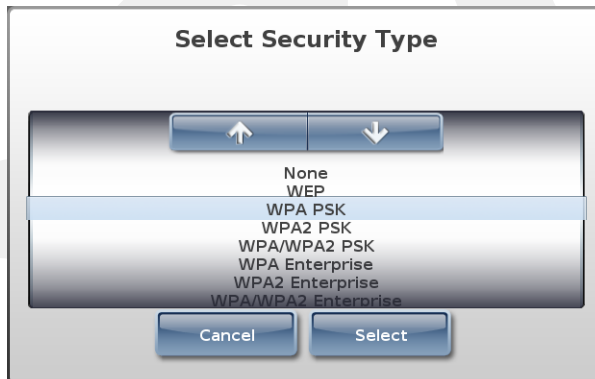 Select Security Type
None
WEP
WPA PSK
WPA2 PSK
WPA/WPA2 PSK
WPA Enterprise
WPA2 Enterprise
WPA/WPA2 Enterprise
Cancel Select